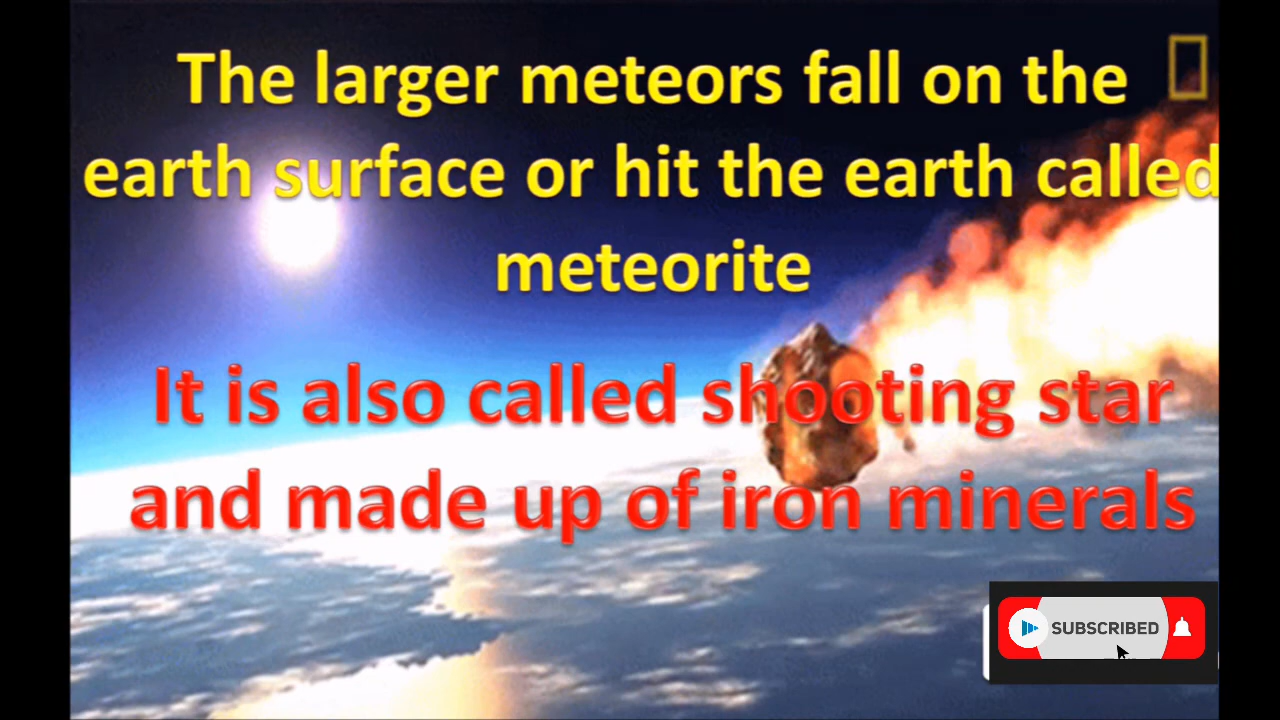 The larger meteors fall on the
earth surface or hit the earth called
meteorite
It is also called shooting star
and made up of iron minerals
SUBSCRIBED